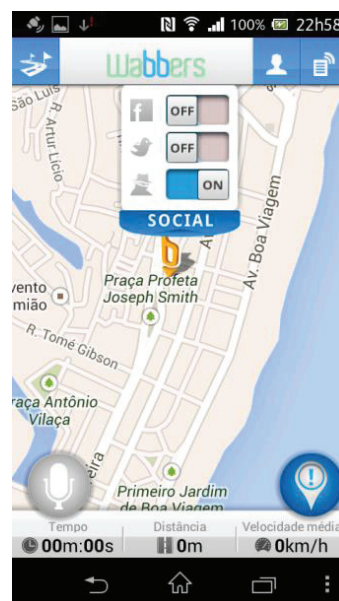 100% 22h58
Wabbers
OFF
OFF
ON
SOCIAL
São Luís
R. Artur Lício
Av. Boa Viagem
Praça Profeta
Joseph Smith
vento
mião
R. Tomé Gibson
raça Antônio
Vilaça
eira
Primeiro Jardim
de Boa Viagem
Tempo
00m:00s
Distância
0m
Velocidade média
0km/h